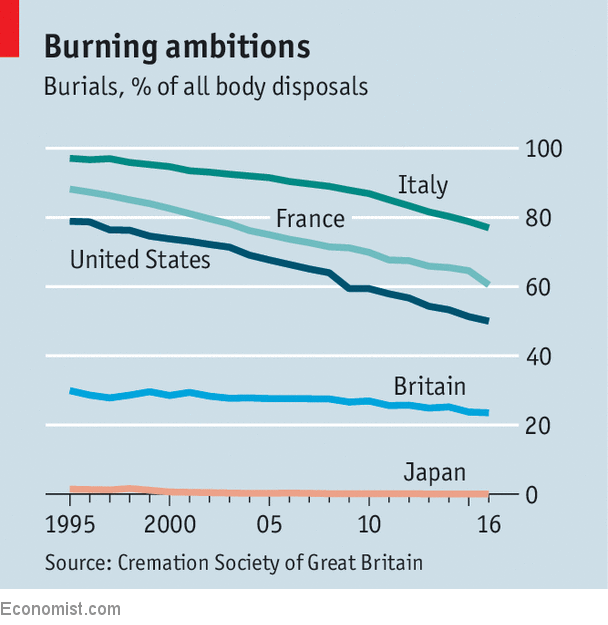 Burning ambitions
Burials, % of all body disposals
100
Italy
80
France
United States
60
40
Britain
20
Japan
0
1995 2000 05 10 16
Source: Cremation Society of Great Britain
Economist.com